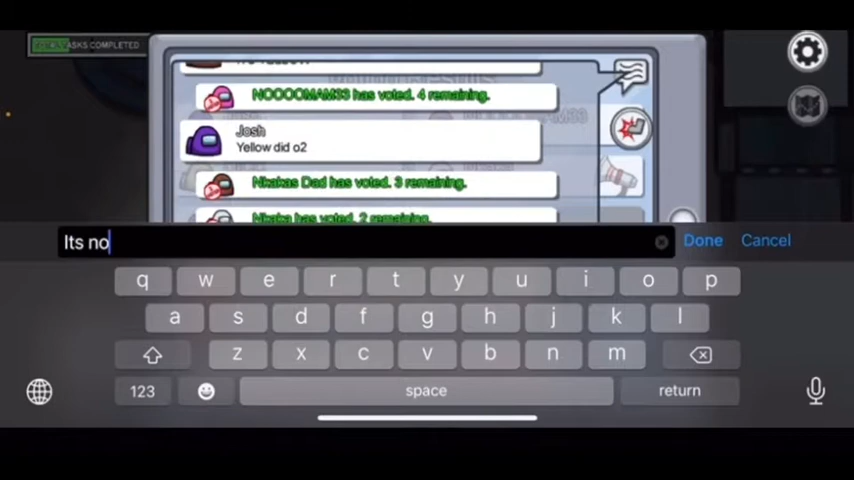 TASKS COMPLETED
NOOOOMAM33 has voted. 4 remaining.
Josh
Yellow did o2
Nkakas Dad has voted. 3 remaining.
Nkaka has voted. 2 remaining.
Its no
Done
Cancel
q w e r t y u i o p
a s d f g h j k l
z x c v b n m
123
space
return